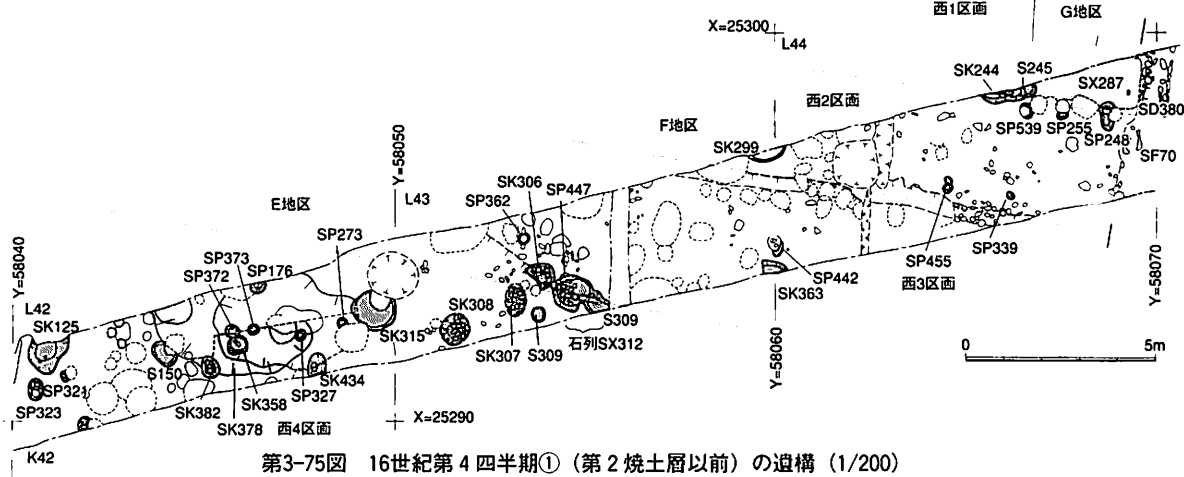 西1区画
G地区
X=25300
L44
SK244
S245
SX287
西2区画
SD380
F地区
SP539
SP255
SP248
SF70
Y=58050
SK299
SK306
SP447
SP362
L43
E地区
SP273
SP373
SP372
SP176
Y=58040
L42
SK125
SP455
SP339
西3区画
Y=58070
SP442
SK363
SK308
SK315
SK307
S309
S309
石列SX312
Y=58060
0
5m
S150
SP321
SP323
SK382
SK358
SP327
SK434
SK378
西4区画
X=25290
K42
第3-75図 16世紀第4四半期①(第2焼土層以前)の遺構(1/200)